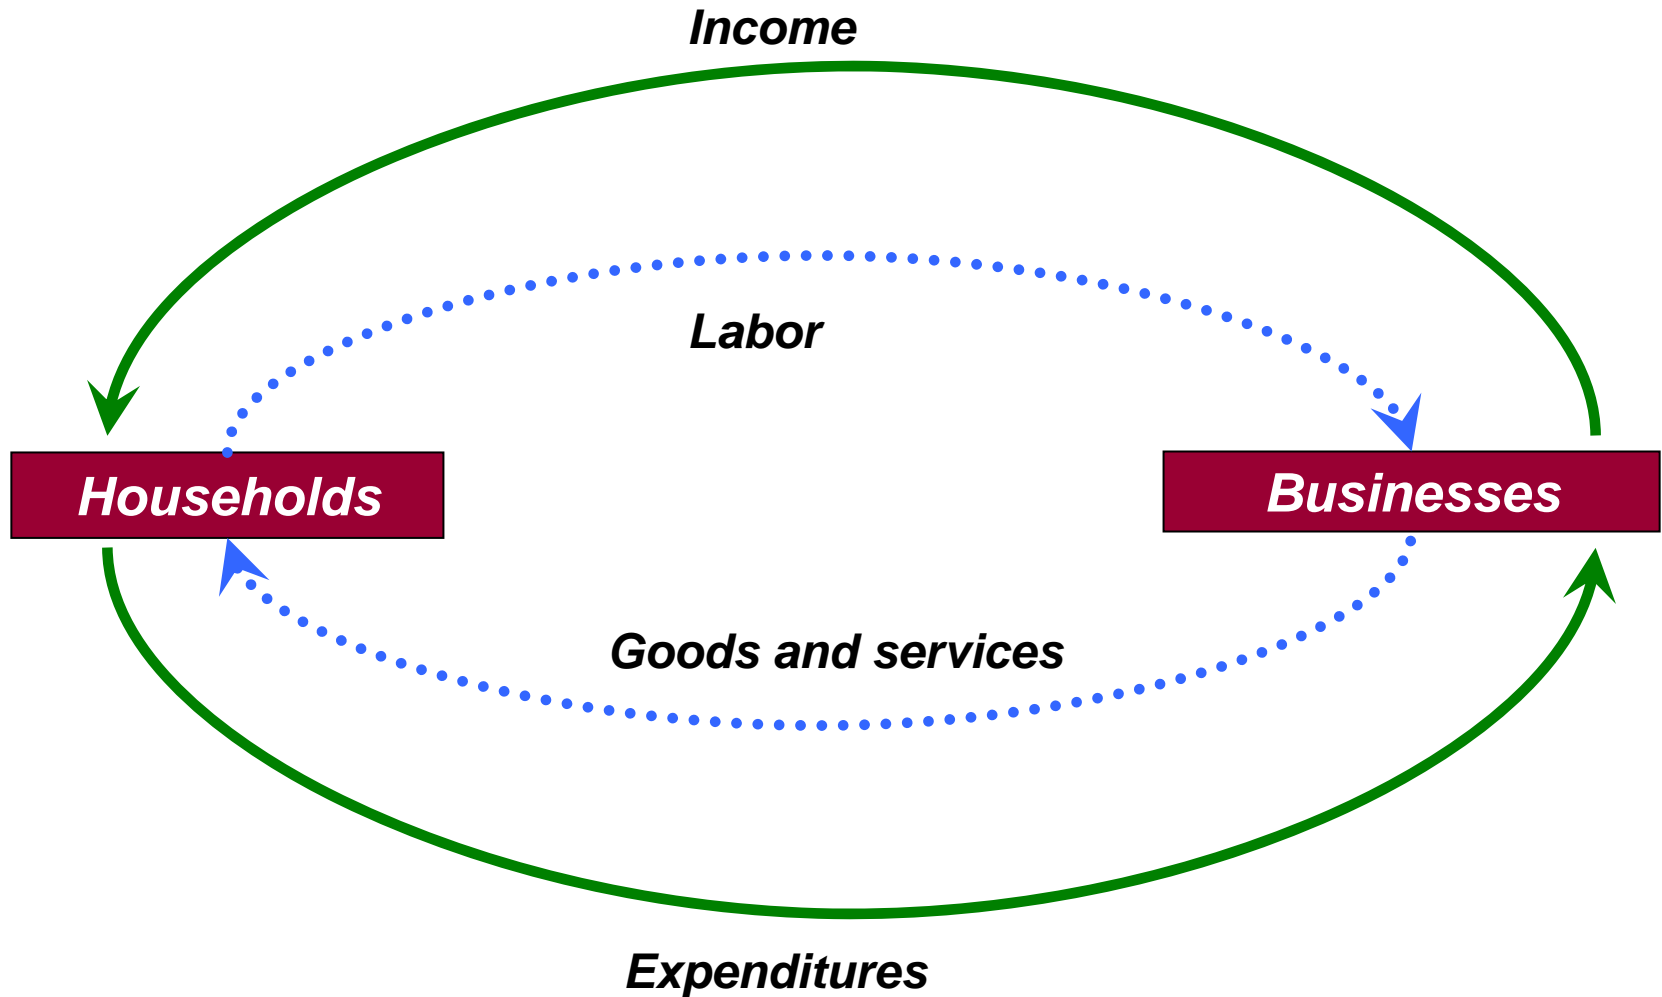 Income
Labor
Households
Businesses
Goods and services
Expenditures